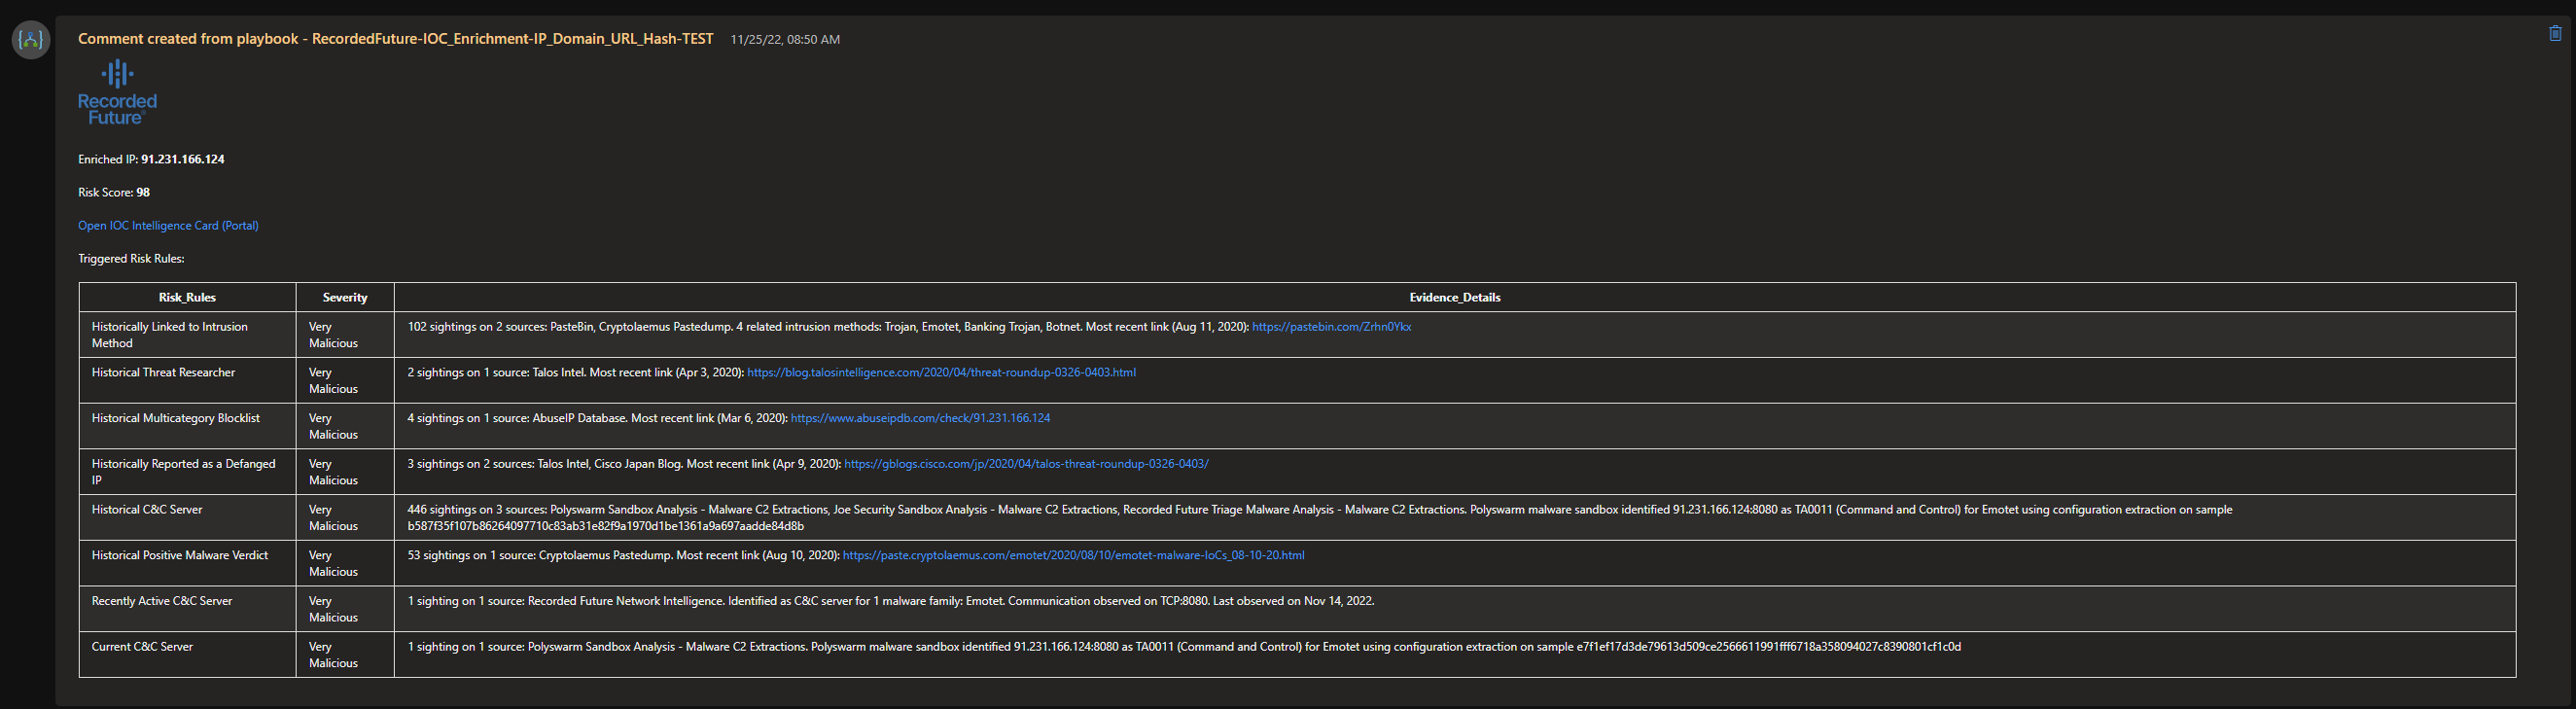 Comment created from playbook - RecordedFuture-IOC_Enrichment-IP_Domain_URL_Hash-TEST 11/25/22, 08:50 AM
Recorded
Future®
Enriched IP: 91.231.166.124
Risk Score: 98
Open IOC Intelligence Card (Portal)
Triggered Risk Rules:
Risk_Rules Severity Evidence_Details
Historically Linked to Intrusion
Method
Very
Malicious
102 sightings on 2 sources: PasteBin, Cryptolaemus Pastedump. 4 related intrusion methods: Trojan, Emotet, Banking Trojan, Botnet. Most recent link (Aug 11, 2020): https://pastebin.com/Zrhn0Ykx
Historical Threat Researcher
Very
Malicious
2 sightings on 1 source: Talos Intel. Most recent link (Apr 3, 2020): https://blog.talosintelligence.com/2020/04/threat-roundup-0326-0403.html
Historical Multicategory Blocklist
Very
Malicious
4 sightings on 1 source: AbuseIP Database. Most recent link (Mar 6, 2020): https://www.abuseipdb.com/check/91.231.166.124
Historically Reported as a Defanged
IP
Very
Malicious
3 sightings on 2 sources: Talos Intel, Cisco Japan Blog. Most recent link (Apr 9, 2020): https://gblogs.cisco.com/jp/2020/04/talos-threat-roundup-0326-0403/
Historical C&C Server
Very
Malicious
446 sightings on 3 sources: Polyswarm Sandbox Analysis - Malware C2 Extractions, Joe Security Sandbox Analysis - Malware C2 Extractions, Recorded Future Triage Malware Analysis - Malware C2 Extractions. Polyswarm malware sandbox identified 91.231.166.124:8080 as TA0011 (Command and Control) for Emotet using configuration extraction on sample
b587f35f107b86264097710c83ab31e82f9a1970d1be1361a9a697aadde84d8b
Historical Positive Malware Verdict
Very
Malicious
53 sightings on 1 source: Cryptolaemus Pastedump. Most recent link (Aug 10, 2020): https://paste.cryptolaemus.com/emotet/2020/08/10/emotet-malware-IoCs_08-10-20.html
Recently Active C&C Server
Very
Malicious
1 sighting on 1 source: Recorded Future Network Intelligence. Identified as C&C server for 1 malware family: Emotet. Communication observed on TCP:8080. Last observed on Nov 14, 2022.
Current C&C Server
Very
Malicious
1 sighting on 1 source: Polyswarm Sandbox Analysis - Malware C2 Extractions. Polyswarm malware sandbox identified 91.231.166.124:8080 as TA0011 (Command and Control) for Emotet using configuration extraction on sample e7f1ef17d3de79613d509ce2566611991fff6718a358094027c8390801cf1c0d